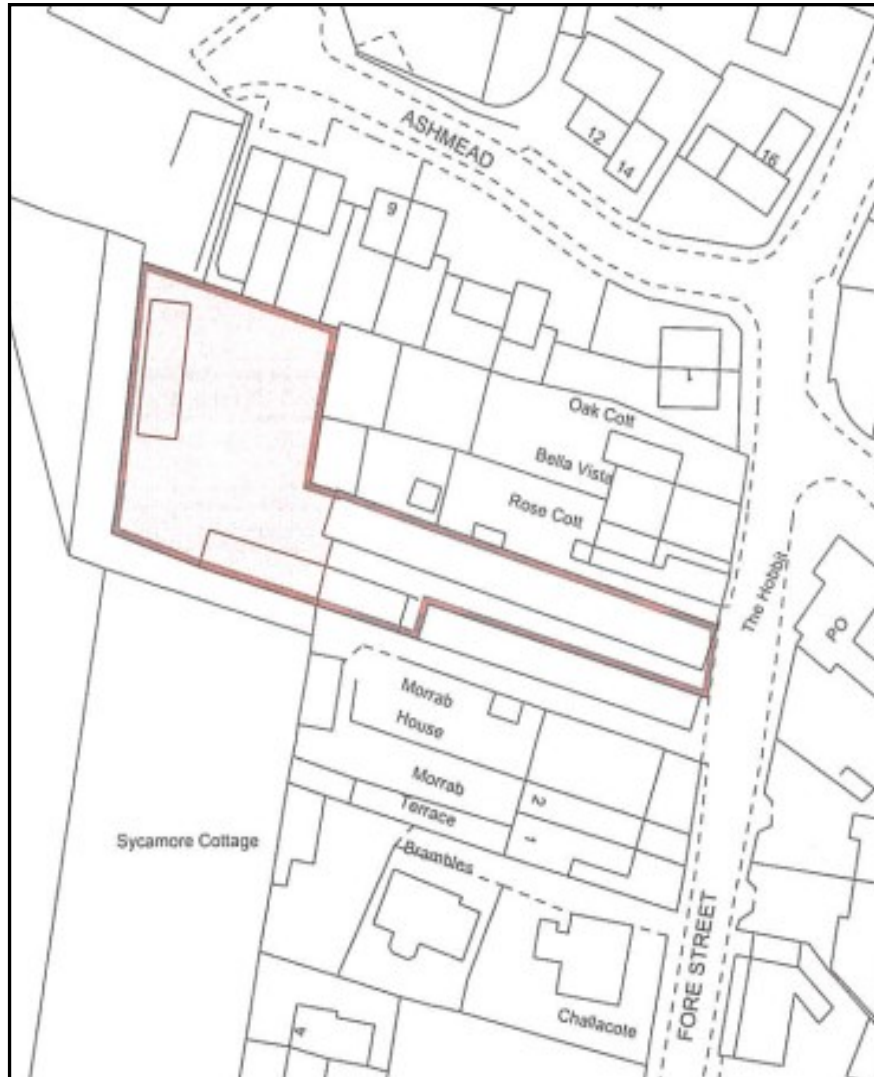 ASHMEAD
12
14
16
9
1
Oak Cott
Bella Vista
Rose Cott
The Hobbit
PO
Morrab
House
Morrab
Terrace
2
1
Brambles
Sycamore Cottage
FORE STREET
Challacote
4